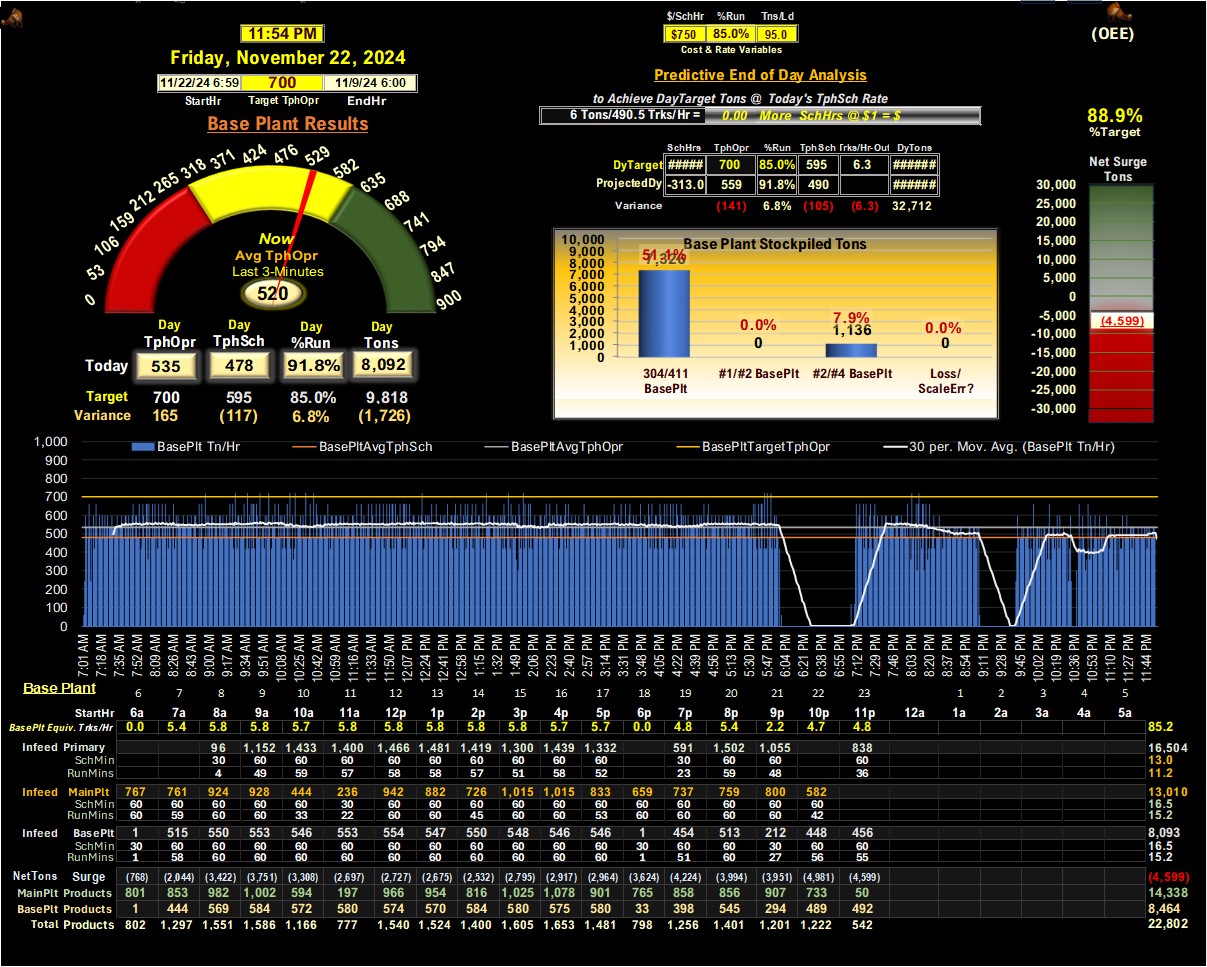 $/SchHr %Run Tns/Ld
11:54 PM $750 85.0% 95.0 (OEE)
Cost & Rate Variables
Friday, November 22, 2024
Predictive End of Day Analysis
11/22/24 6:59 700 11/9/24 6:00
StartHr Target TphOpr EndHr
to Achieve DayTarget Tons @ Today's TphSch Rate
6 Tons/490.5 Trks/Hr = 0.00 More SchHrs @ $1 = $
88.9%
%Target
Base Plant Results
SchHrs TphOpr %Run TphSch Trks/Hr-Out DyTons
DyTarget ##### 700 85.0% 595 6.3 ######
ProjectedDy -313.0 559 91.8% 490 ######
Variance (141) 6.8% (105) (6.3) 32,712
0 53 106 159 212 265 318 371 424 476 529 582 635 688 741 794 847 900
Now
Avg TphOpr
Last 3-Minutes
520
Day Day Day Day
TphOpr TphSch %Run Tons
Today 535 478 91.8% 8,092
Target 700 595 85.0% 9,818
Variance 165 (117) 6.8% (1,726)
Base Plant Stockpiled Tons
10,000
9,000
8,000
7,000
6,000
5,000
4,000
3,000
2,000
1,000
0
51.1% 0.0% 7.9% 0.0%
7,326 0 1,136 0
304/411 #1/#2 BasePlt #2/#4 BasePlt Loss/
BasePlt ScaleErr?
Net Surge
Tons
30,000
25,000
20,000
15,000
10,000
5,000
0
-5,000
(4,599)
-10,000
-15,000
-20,000
-25,000
-30,000
BasePlt Tn/Hr BasePltAvgTphSch BasePltAvgTphOpr BasePltTargetTphOpr 30 per. Mov. Avg. (BasePlt Tn/Hr)
1,000
900
800
700
600
500
400
300
200
100
0
7:01 AM 7:18 AM 7:35 AM 7:52 AM 8:09 AM 8:26 AM 8:43 AM 9:00 AM 9:17 AM 9:34 AM 9:51 AM 10:08 AM 10:25 AM 10:42 AM 10:59 AM 11:16 AM 11:33 AM 11:50 AM 12:07 PM 12:24 PM 12:41 PM 12:58 PM 1:15 PM 1:32 PM 1:49 PM 2:06 PM 2:23 PM 2:40 PM 2:57 PM 3:14 PM 3:31 PM 3:48 PM 4:05 PM 4:22 PM 4:39 PM 4:56 PM 5:13 PM 5:30 PM 5:47 PM 6:04 PM 6:21 PM 6:38 PM 6:55 PM 7:12 PM 7:29 PM 7:46 PM 8:03 PM 8:20 PM 8:37 PM 8:54 PM 9:11 PM 9:28 PM 9:45 PM 10:02 PM 10:19 PM 10:36 PM 10:53 PM 11:10 PM 11:27 PM 11:44 PM
Base Plant 6 7 8 9 10 11 12 13 14 15 16 17 18 19 20 21 22 23 1 2 3 4 5
StartHr 6a 7a 8a 9a 10a 11a 12p 1p 2p 3p 4p 5p 6p 7p 8p 9p 10p 11p 12a 1a 2a 3a 4a 5a
BasePlt Equiv. Trks/Hr 0.0 5.4 5.8 5.8 5.7 5.8 5.8 5.8 5.8 5.8 5.7 5.7 0.0 4.8 5.4 2.2 4.7 4.8 85.2
Infeed Primary 96 1,152 1,433 1,400 1,466 1,481 1,419 1,300 1,439 1,332 591 1,502 1,055 838 16,504
SchMin 30 60 60 60 60 60 60 60 60 60 60 60 60 60 13.0
RunMins 4 49 59 57 58 58 57 51 58 52 23 59 48 36 11.2
Infeed MainPlt 767 761 924 928 444 236 942 882 726 1,015 1,015 833 659 737 759 800 582 13,010
SchMin 60 60 60 60 60 30 60 60 60 60 60 60 60 60 60 60 60 16.5
RunMins 60 59 60 60 33 22 60 60 45 60 60 53 60 60 60 60 42 15.2
Infeed BasePlt 1 515 550 553 546 553 554 547 550 548 546 546 1 454 513 212 448 456 8,093
SchMin 30 60 60 60 60 60 60 60 60 60 60 60 30 60 60 30 60 60 16.5
RunMins 1 58 60 60 60 60 60 60 60 60 60 60 1 51 60 27 56 55 15.2
NetTons Surge (768) (2,044) (3,422) (3,751) (3,308) (2,697) (2,727) (2,675) (2,532) (2,795) (2,917) (2,964) (3,624) (4,224) (3,994) (3,951) (4,981) (4,599) (4,599)
MainPlt Products 801 853 982 1,002 594 197 966 954 816 1,025 1,078 901 765 858 856 907 733 50 14,338
BasePlt Products 1 444 569 584 572 580 574 570 584 580 575 580 33 398 545 294 489 492 8,464
Total Products 802 1,297 1,551 1,586 1,166 777 1,540 1,524 1,400 1,605 1,653 1,481 798 1,256 1,401 1,201 1,222 542 22,802